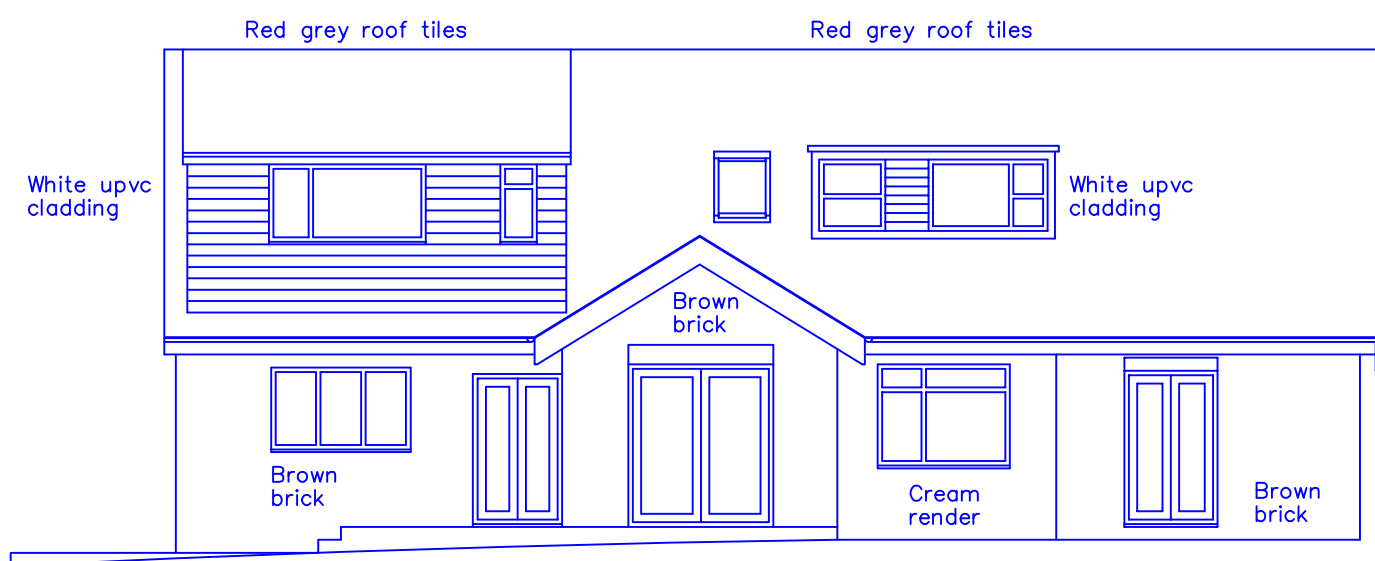 Red grey roof tiles
Red grey roof tiles
White upvc
cladding
White upvc
cladding
Brown
brick
Brown
brick
Cream
render
Brown
brick